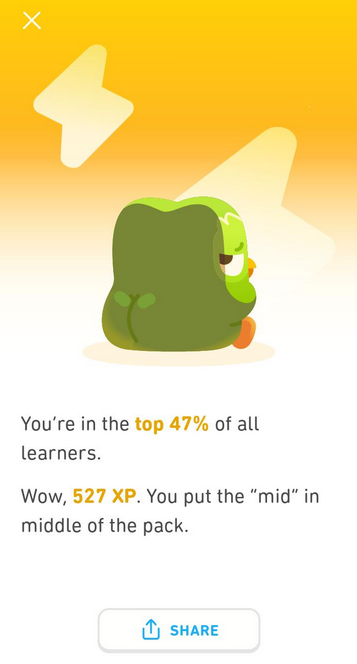 You’re in the top 47% of all
learners.
Wow, 527 XP. You put the “mid” in
middle of the pack.
SHARE